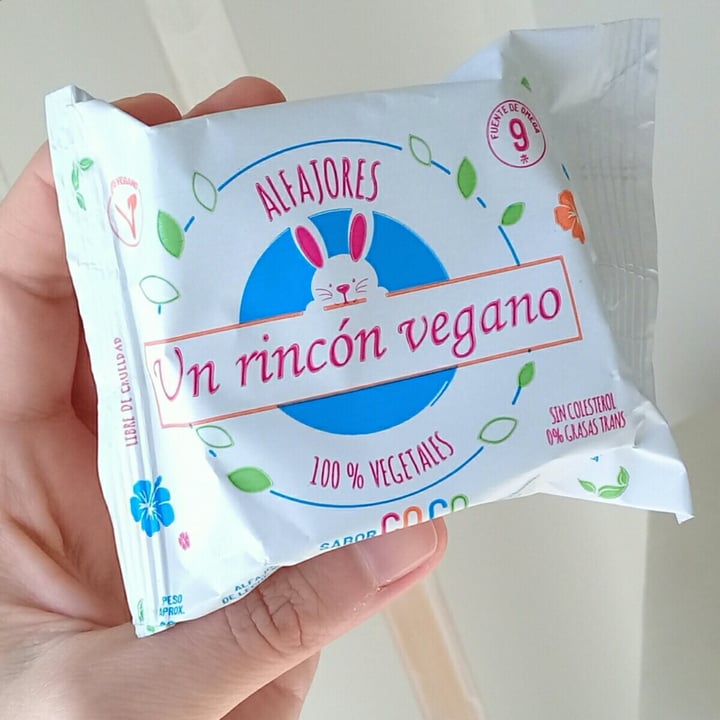 FUENTE DE OMEGA
9
*
ALFAJORES
Un rincón vegano
LIBRE DE CRUELDAD
SIN COLESTEROL
0% GRASAS TRANS
100 % VEGETALES
SABOR COCO
PESO
APROX.